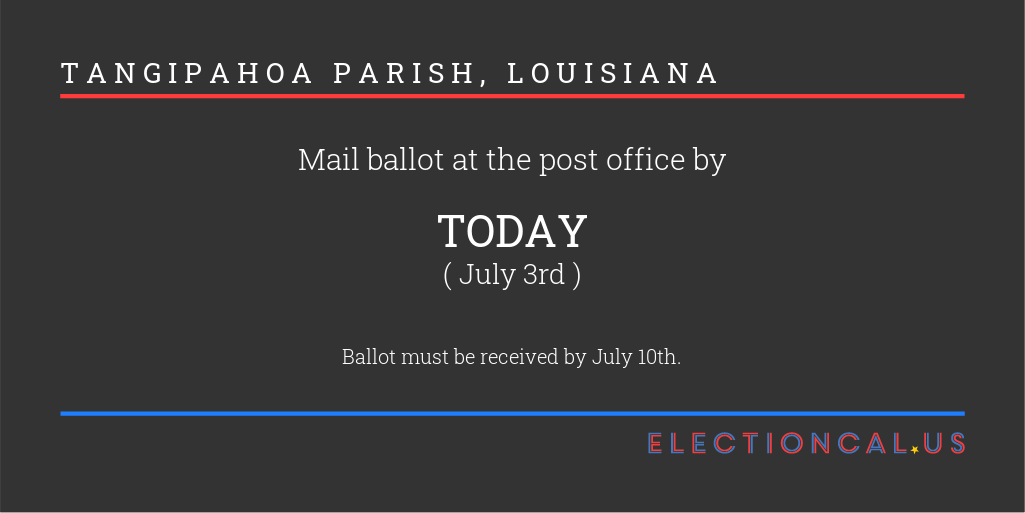 TANGIPAHOA PARISH, LOUISIANA
Mail ballot at the post office by
TODAY
( July 3rd )
Ballot must be received by July 10th.
ELECTIONCAL.US